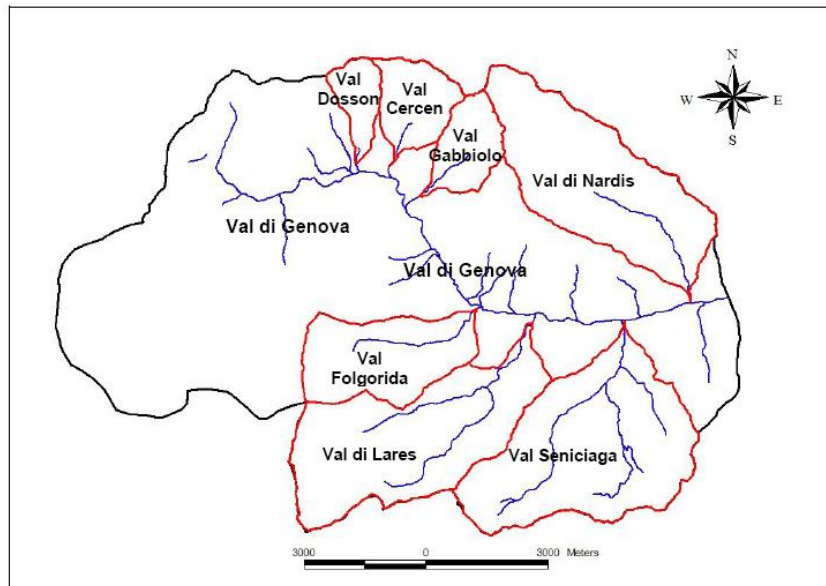 N
W E
S
Val
Dosson
Val
Cercen
Val
Gabbiolo
Val di Nardis
Val di Genova
Val di Genova
Val
Folgorida
Val di Lares
Val Seniciaga
3000 0 3000 Meters